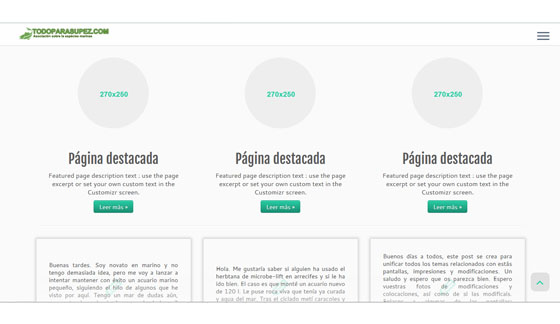 TODOPARASUPEZ.COM
Asociación sobre la especies marinas
270x250
270x250
270x250
Página destacada
Página destacada
Página destacada
Featured page description text : use the page
excerpt or set your own custom text in the
Customizr screen.
Featured page description text : use the page
excerpt or set your own custom text in the
Customizr screen.
Featured page description text : use the page
excerpt or set your own custom text in the
Customizr screen.
Leer más »
Leer más »
Leer más »
Buenas tardes. Soy novato en marino y no
tengo demasiada idea, pero me voy a lanzar a
intentar mantener con éxito un acuario marino
pequeño, siguiendo el hilo de algunos que he
visto por aquí. Tengo un mar de dudas aún,
Hola. Me gustaría saber si alguien ha usado el
herbtana de microbe-lift en arrecifes y si le ha
ido bien. El caso es que monté un acuario nuevo
de 120 l. Le puse roca viva que tenía ya curada
y agua del mar. Tras el ciclado metí caracoles y
Buenos días a todos, este post se crea para
unificar todos los temas relacionados con estás
pantallas, impresiones y modificaciones. Un
saludo y espero que os parezca bien. Espero
vuestras fotos de modificaciones y
colocaciones, así como de si las modificáis.